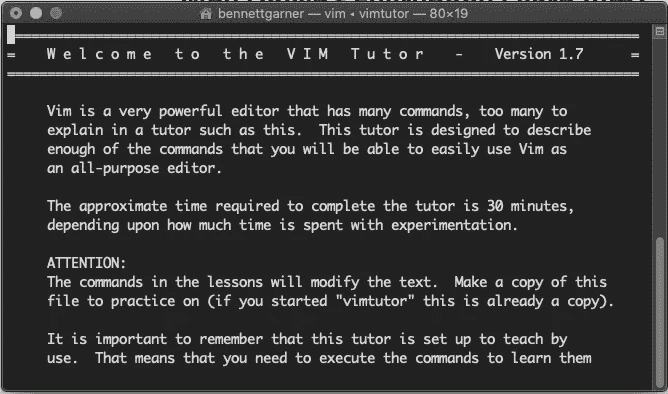 bennettgarner — vim • vimtutor — 80×19
===============================================================================
=    W e l c o m e   t o   t h e   V I M   T u t o r    -    Version 1.7      =
===============================================================================
Vim is a very powerful editor that has many commands, too many to
explain in a tutor such as this.  This tutor is designed to describe
enough of the commands that you will be able to easily use Vim as
an all-purpose editor.
The approximate time required to complete the tutor is 30 minutes,
depending upon how much time is spent with experimentation.
ATTENTION:
The commands in the lessons will modify the text.  Make a copy of this
file to practice on (if you started "vimtutor" this is already a copy).
It is important to remember that this tutor is set up to teach by
use.  That means that you need to execute the commands to learn them